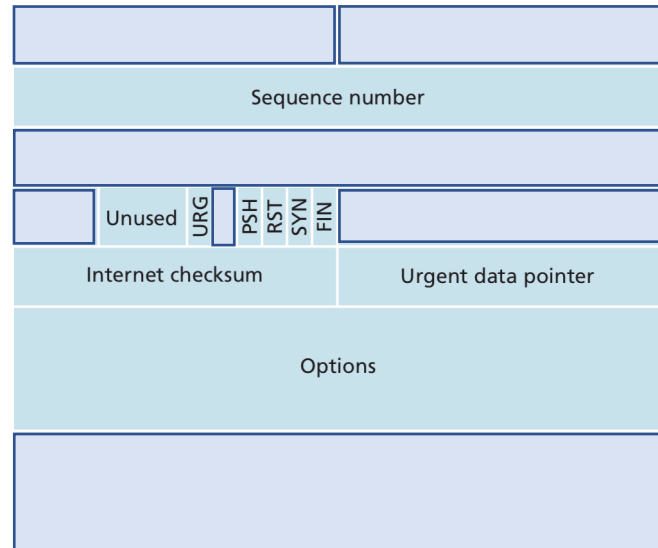 Sequence number
Unused URG PSH RST SYN FIN
Internet checksum Urgent data pointer
Options